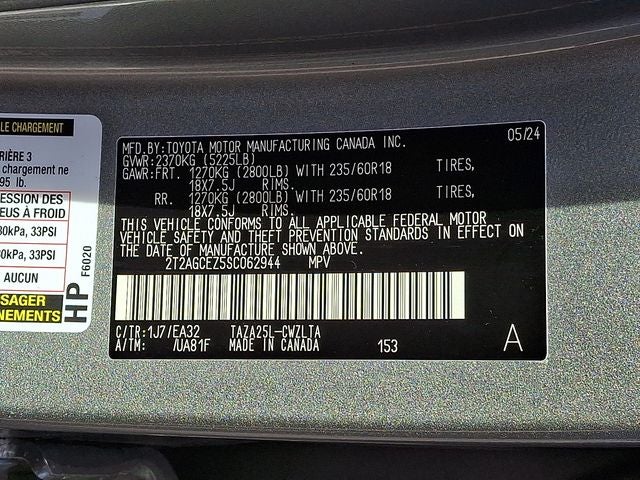 LE CHARGEMENT
RIÈRE 3
chargement ne
95 lb.
ESSION DES
EUS À FROID
30kPa, 33PSI
30kPa, 33PSI
AUCUN
SAGER
NEMENTS
HP
F6020
MFD.BY:TOYOTA MOTOR MANUFACTURING CANADA INC. 05/24
GVWR:2370KG (5225LB)
GAWR:FRT. 1270KG (2800LB) WITH 235/60R18 TIRES,
18X7.5J RIMS.
RR. 1270KG (2800LB) WITH 235/60R18 TIRES,
18X7.5J RIMS.
THIS VEHICLE CONFORMS TO ALL APPLICABLE FEDERAL MOTOR
VEHICLE SAFETY AND THEFT PREVENTION STANDARDS IN EFFECT ON
THE DATE OF MANUFACTURE SHOWN ABOVE.
2T2AGCEZ5SC062944 MPV
C/TR:1J7/EA32 TAZA25L-CWZLTA
A/TM: /UA81F MADE IN CANADA 153 A